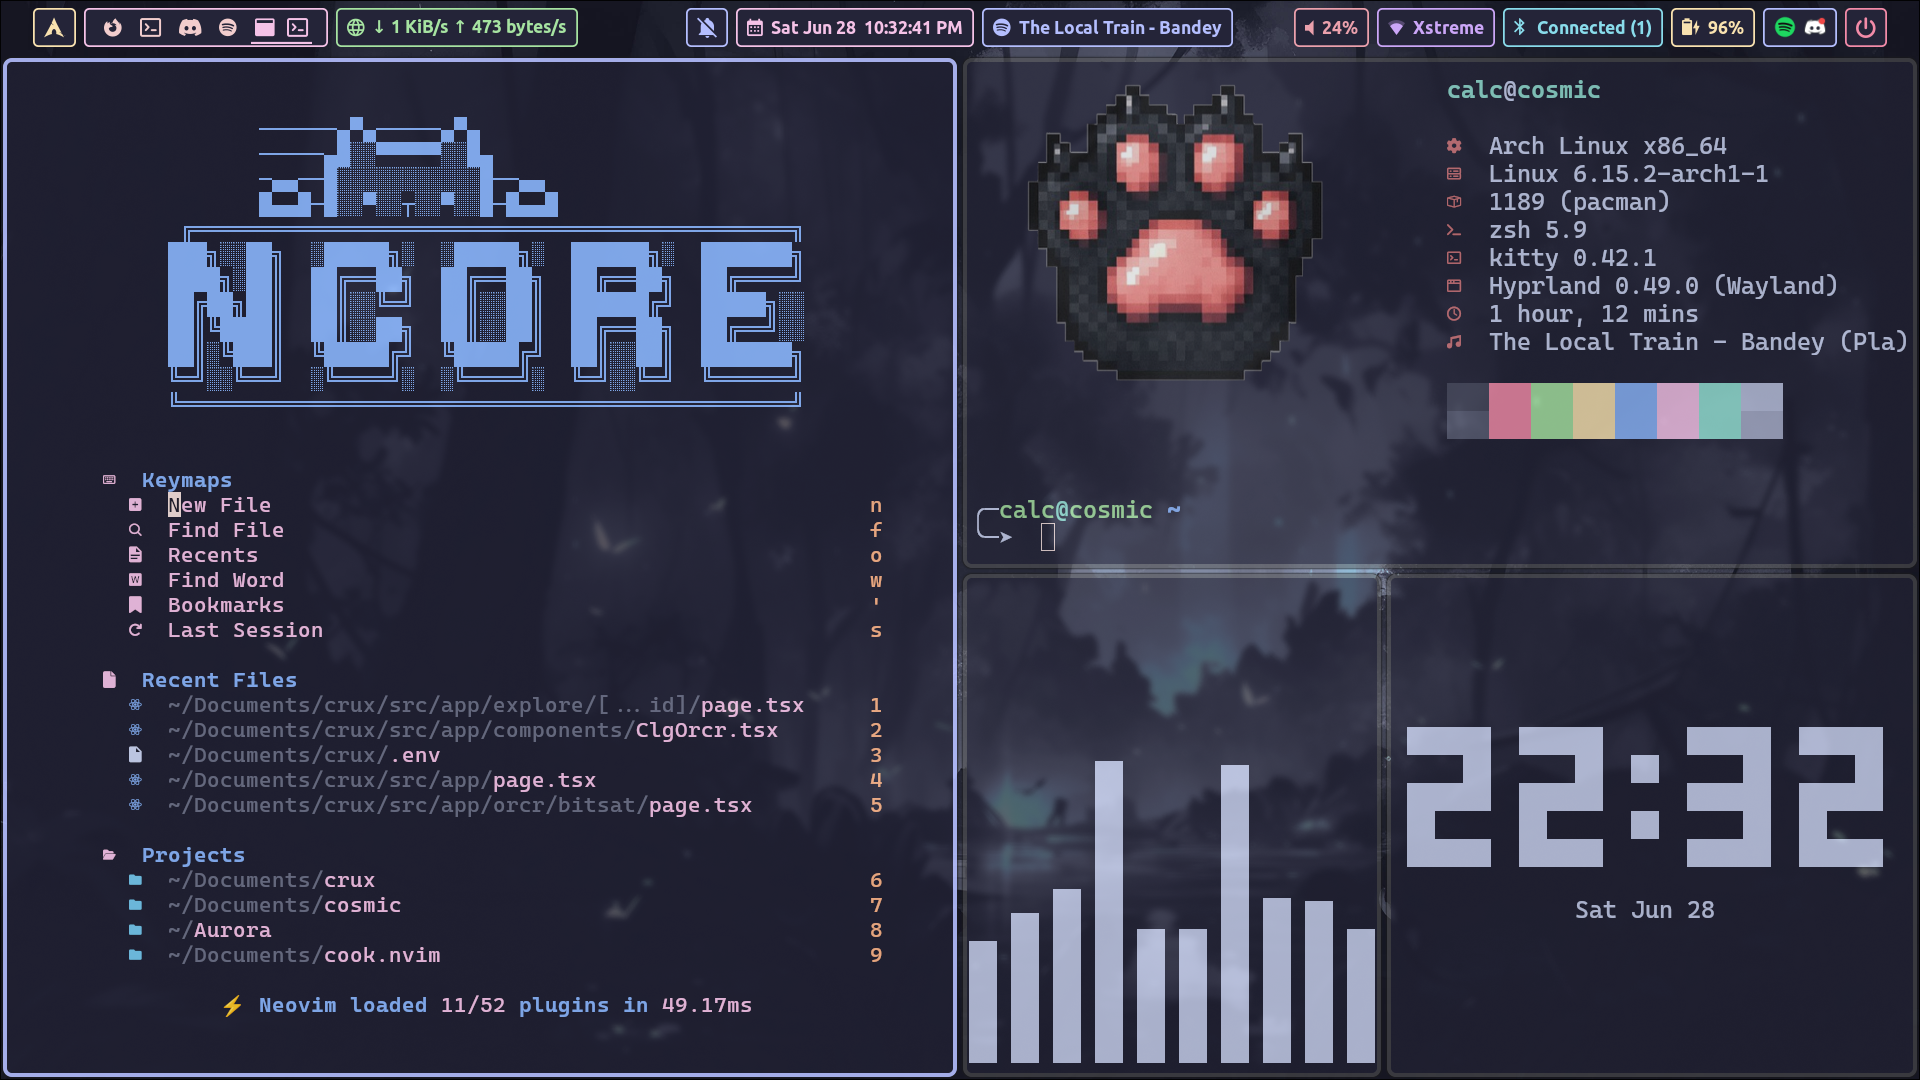 ↓ 1 KiB/s ↑ 473 bytes/s
Sat Jun 28 10:32:41 PM
The Local Train - Bandey
24%
Xstreme
Connected (1)
96%
NCORE
Keymaps
New File n
Find File f
Recents o
Find Word w
Bookmarks '
Last Session s
Recent Files
~/Documents/crux/src/app/explore/[...id]/page.tsx 1
~/Documents/crux/src/app/components/ClgOrcr.tsx 2
~/Documents/crux/.env 3
~/Documents/crux/src/app/page.tsx 4
~/Documents/crux/src/app/orcr/bitsat/page.tsx 5
Projects
~/Documents/crux 6
~/Documents/cosmic 7
~/Aurora 8
~/Documents/cook.nvim 9
⚡ Neovim loaded 11/52 plugins in 49.17ms
calc@cosmic
Arch Linux x86_64
Linux 6.15.2-arch1-1
1189 (pacman)
zsh 5.9
kitty 0.42.1
Hyprland 0.49.0 (Wayland)
1 hour, 12 mins
The Local Train - Bandey (Pla)
calc@cosmic ~
22:32
Sat Jun 28